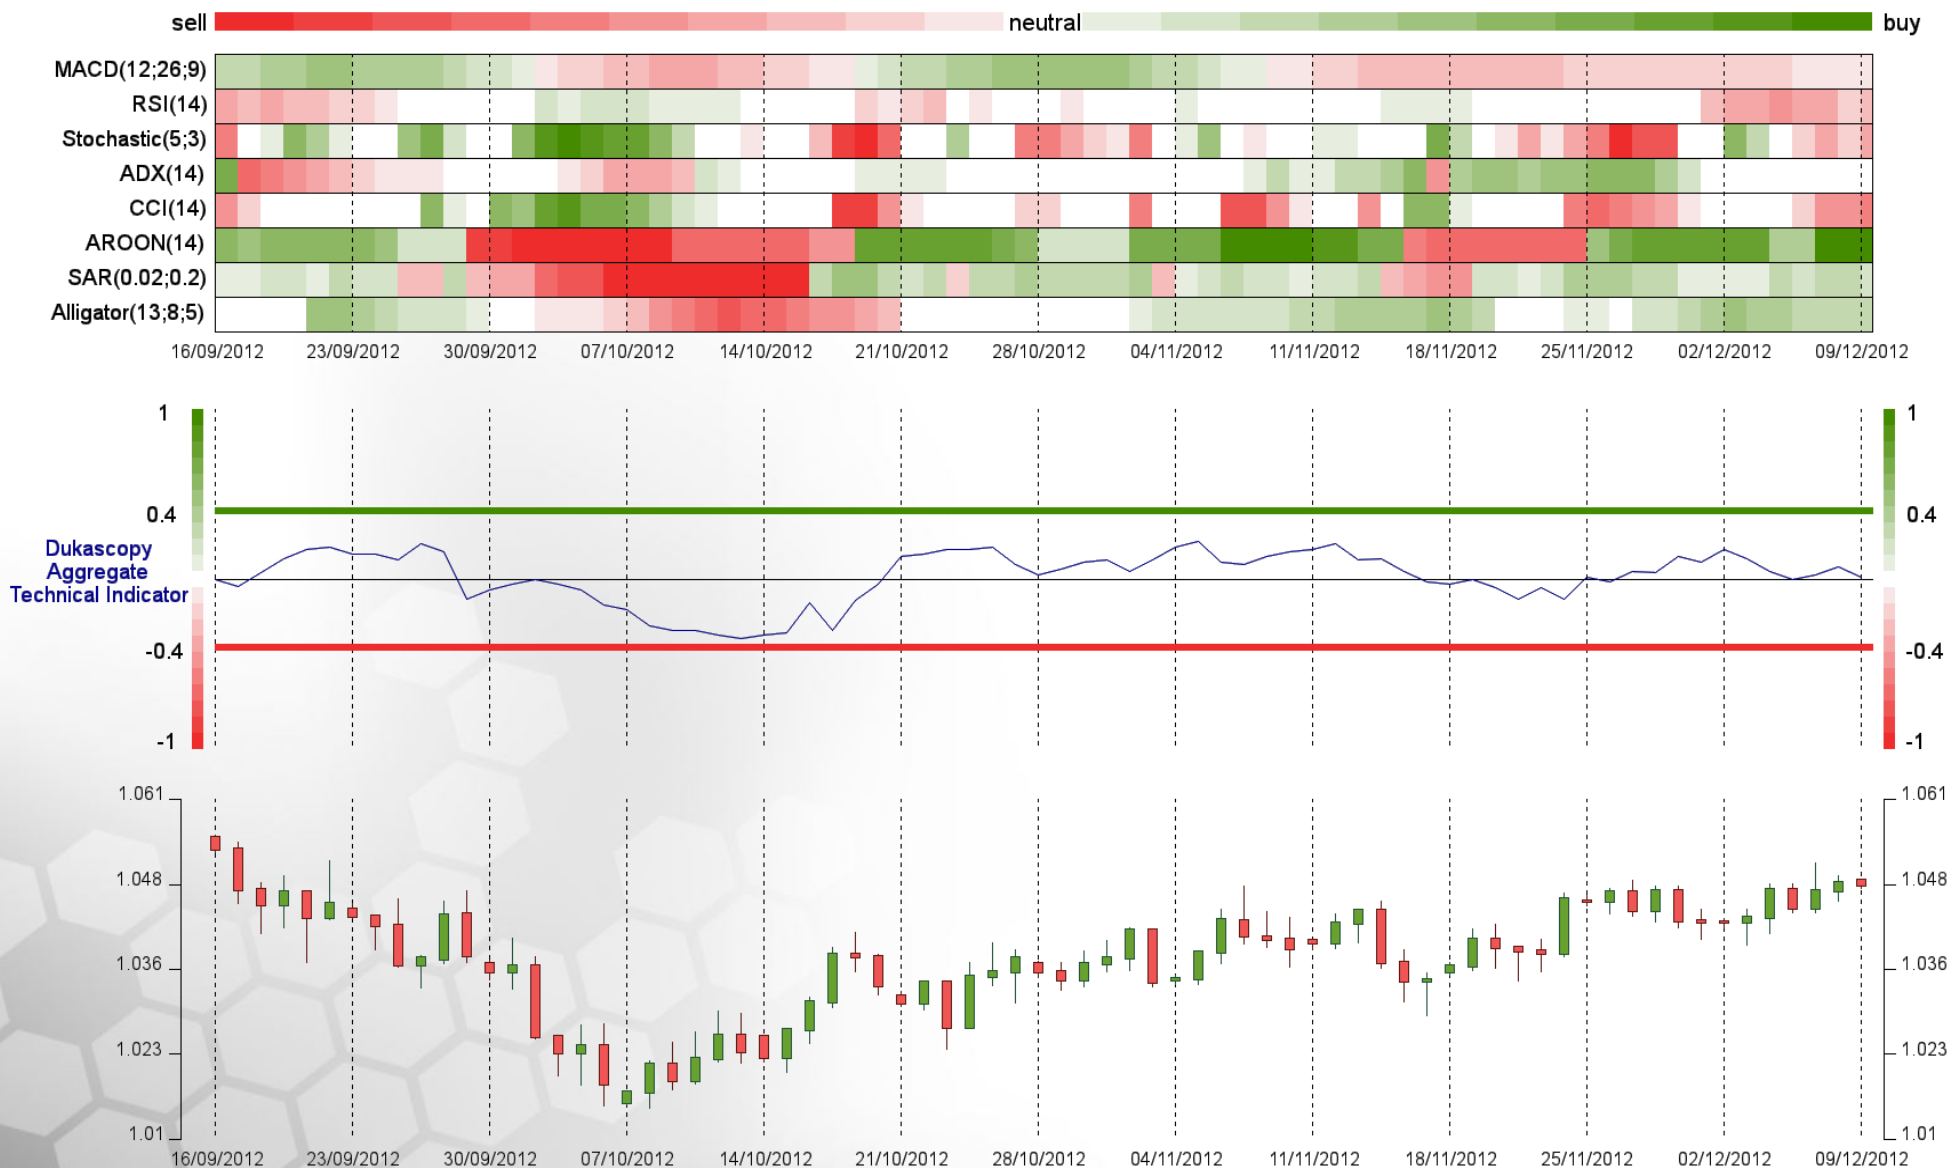 sell neutral buy
MACD(12;26;9)
RSI(14)
Stochastic(5;3)
ADX(14)
CCI(14)
AROON(14)
SAR(0.02;0.2)
Alligator(13;8;5)
16/09/2012 23/09/2012 30/09/2012 07/10/2012 14/10/2012 21/10/2012 28/10/2012 04/11/2012 11/11/2012 18/11/2012 25/11/2012 02/12/2012 09/12/2012
1 1
0.4 0.4
Dukascopy
Aggregate
Technical Indicator
-0.4 -0.4
-1 -1
1.061 1.061
1.048 1.048
1.036 1.036
1.023 1.023
1.01 1.01
16/09/2012 23/09/2012 30/09/2012 07/10/2012 14/10/2012 21/10/2012 28/10/2012 04/11/2012 11/11/2012 18/11/2012 25/11/2012 02/12/2012 09/12/2012